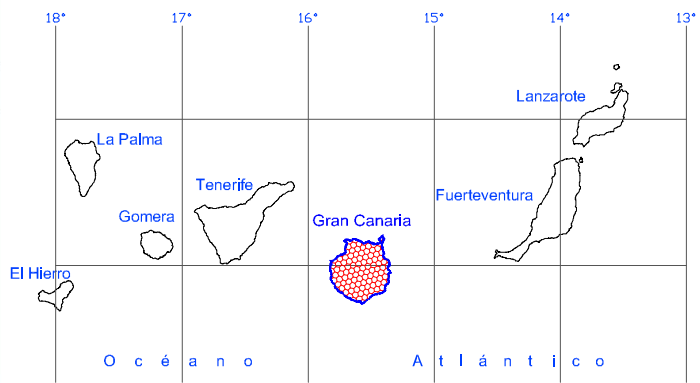 18° 17° 16° 15° 14° 13°
Lanzarote
La Palma
Tenerife
Fuerteventura
Gomera
Gran Canaria
El Hierro
Océano Atlántico